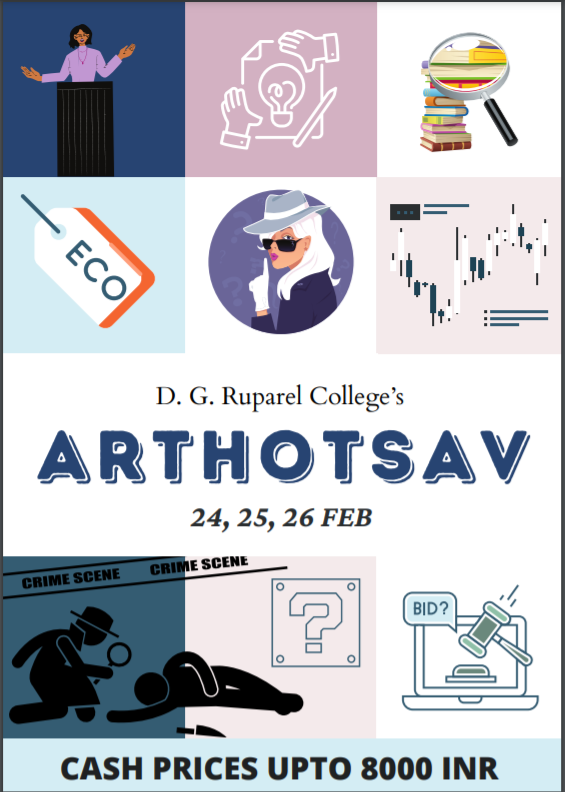 ECO
D. G. Ruparel College's
ARTHOTSAV
24, 25, 26 FEB
CRIME SCENE CRIME SCENE
?
BID?
CASH PRICES UPTO 8000 INR